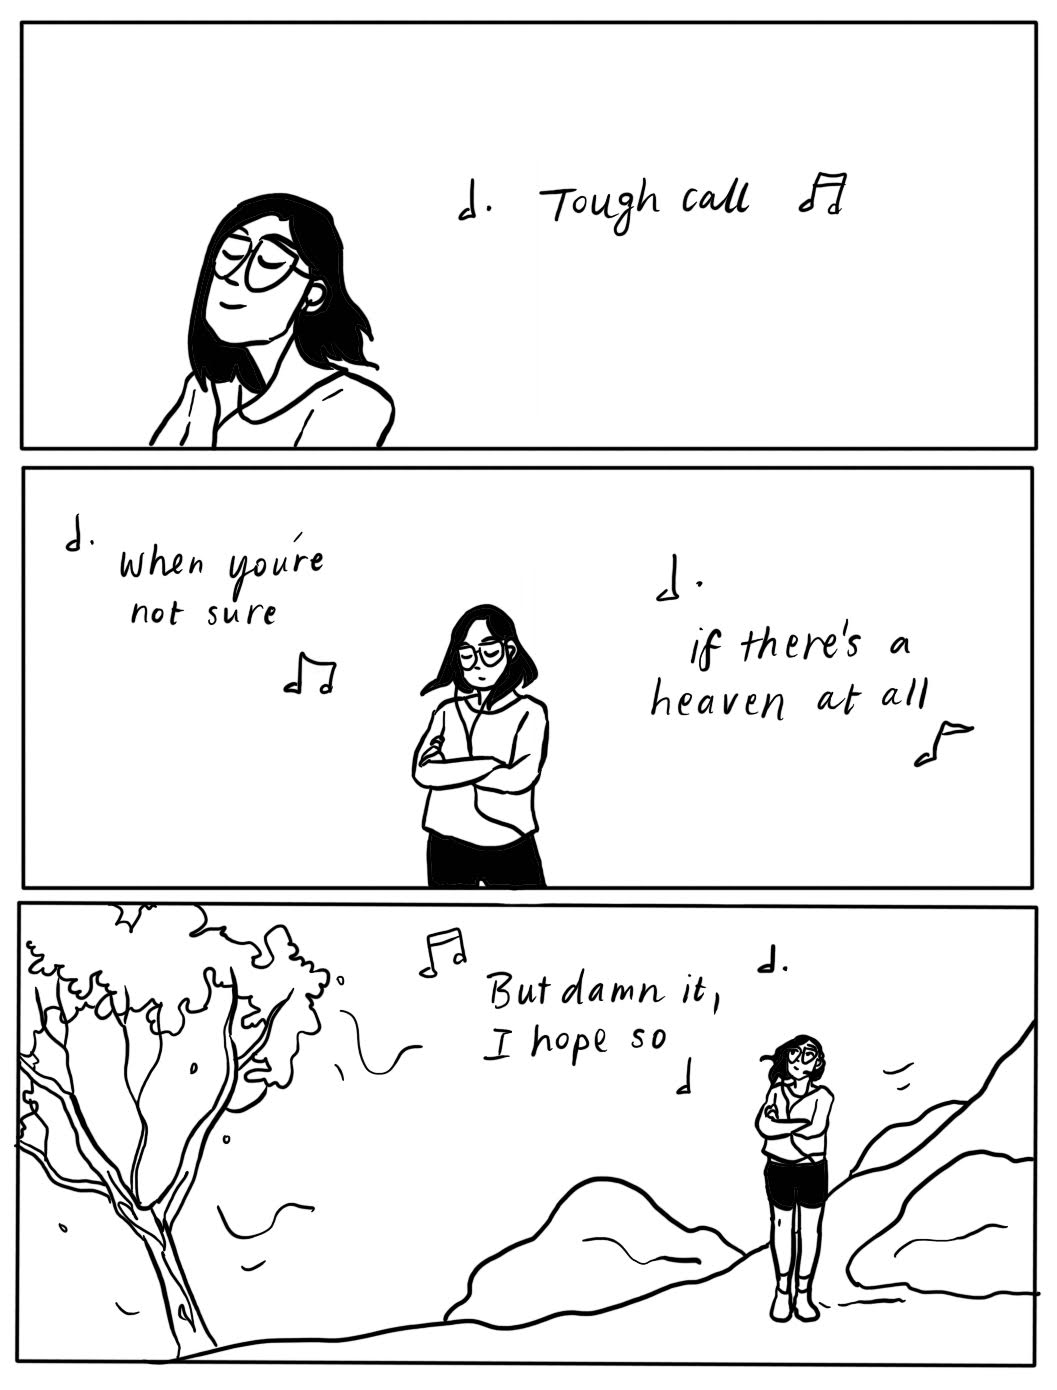 Tough call
when you're
not sure
if there's a
heaven at all
But damn it,
I hope so